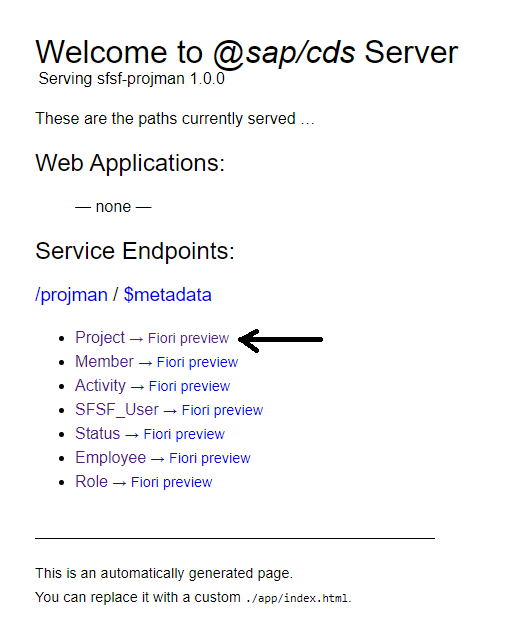 Welcome to @sap/cds Server
Serving sfsf-projman 1.0.0
These are the paths currently served …
Web Applications:
— none —
Service Endpoints:
/projman / $metadata
• Project → Fiori preview
• Member → Fiori preview
• Activity → Fiori preview
• SFSF_User → Fiori preview
• Status → Fiori preview
• Employee → Fiori preview
• Role → Fiori preview
This is an automatically generated page.
You can replace it with a custom ./app/index.html.